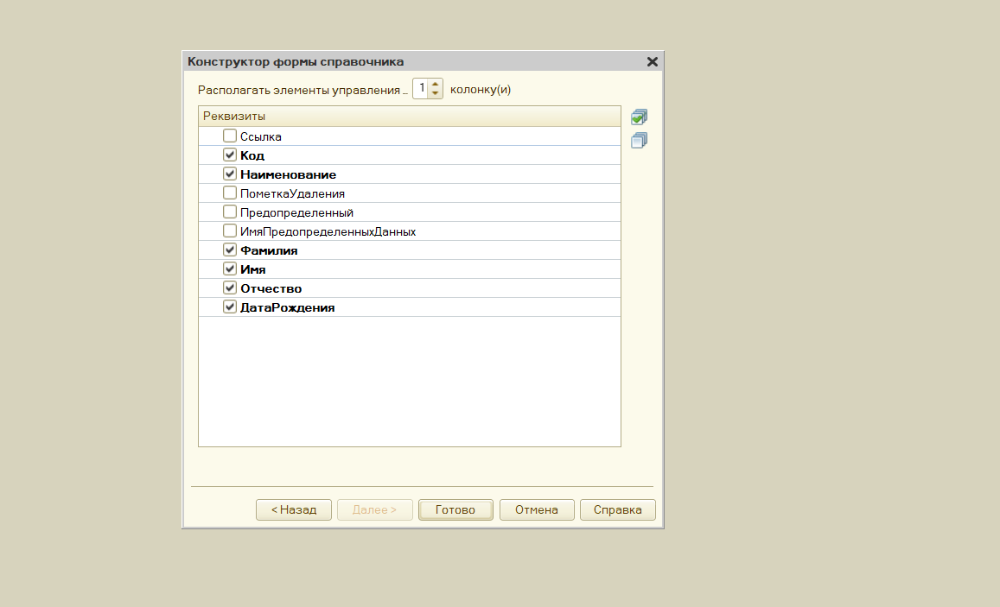 Конструктор формы справочника
Располагать элементы управления ... 1 колонку(и)
Реквизиты
Ссылка
Код
Наименование
ПометкаУдаления
Предопределенный
ИмяПредопределенныхДанных
Фамилия
Имя
Отчество
ДатаРождения
< Назад Далее > Готово Отмена Справка